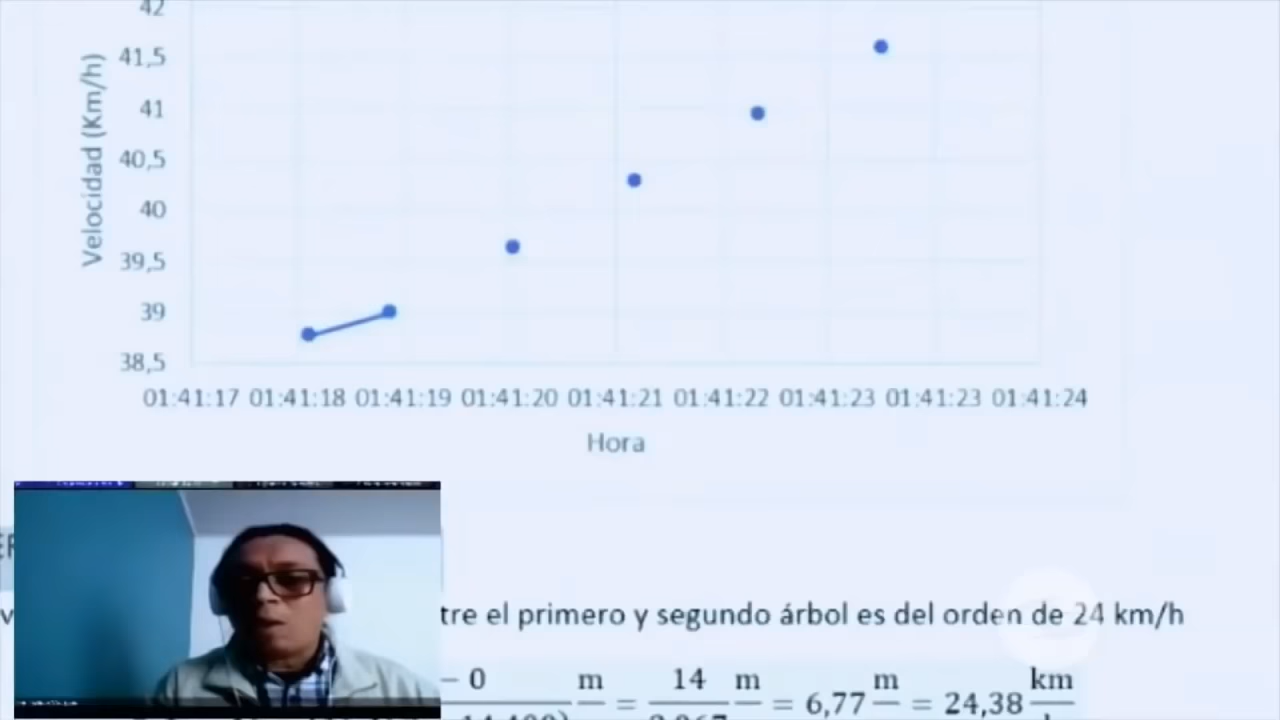 42
41,5
41
40,5
40
39,5
39
38,5
Velocidad (Km/h)
01:41:17 01:41:18 01:41:19 01:41:20 01:41:21 01:41:22 01:41:23 01:41:23 01:41:24
Hora
tre el primero y segundo árbol es del orden de 24 km/h
– 0 m 14 m m km
= = 6,77 = 24,38